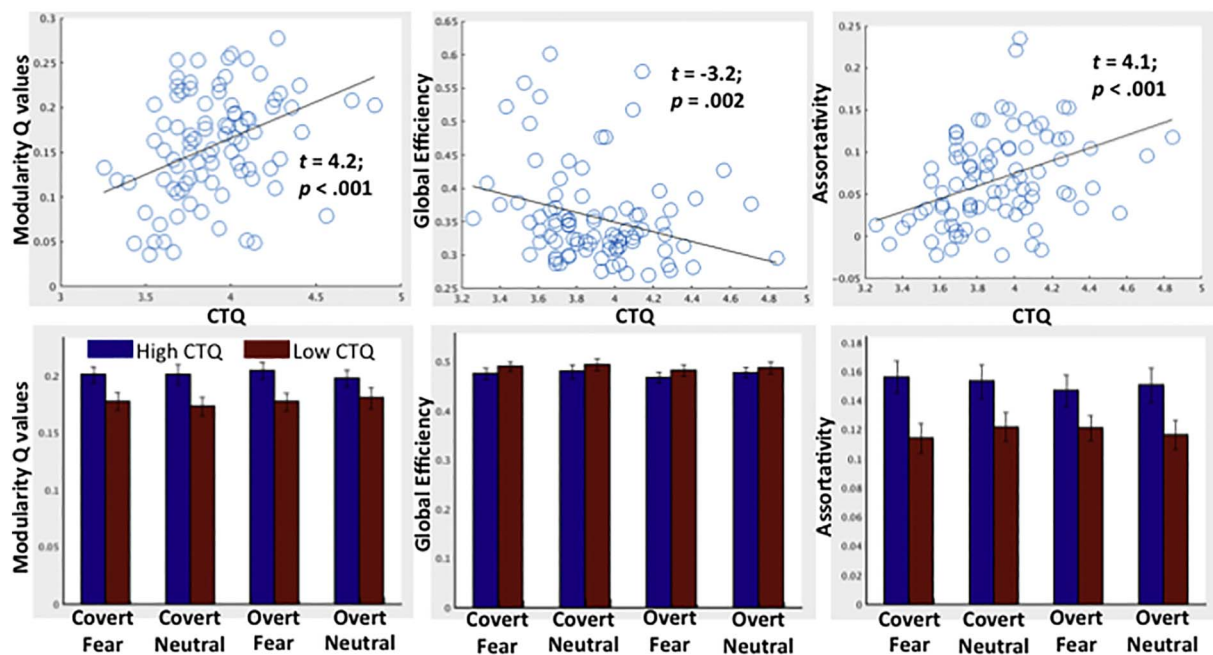 Modularity Q values
0.3
0.25
0.2
0.15
0.1
0.05
0
3
3.5
4
4.5
5
CTQ
t = 4.2;
p < .001
Global Efficiency
0.65
0.6
0.55
0.5
0.45
0.4
0.35
0.3
0.25
3.2
3.4
3.6
3.8
4
4.2
4.4
4.6
4.8
5
CTQ
t = -3.2;
p = .002
Assortativity
0.25
0.2
0.15
0.1
0.05
0
-0.05
3.2
3.4
3.6
3.8
4
4.2
4.4
4.6
4.8
5
CTQ
t = 4.1;
p < .001
Modularity Q values
High CTQ
Low CTQ
0.2
0.15
0.1
0.05
0
Covert
Fear
Covert
Neutral
Overt
Fear
Overt
Neutral
Global Efficiency
0.5
0.4
0.5
0.2
0.1
0
Covert
Fear
Covert
Neutral
Overt
Fear
Overt
Neutral
Assortativity
0.18
0.16
0.14
0.12
0.1
0.08
0.06
0.04
0.02
0
Covert
Fear
Covert
Neutral
Overt
Fear
Overt
Neutral